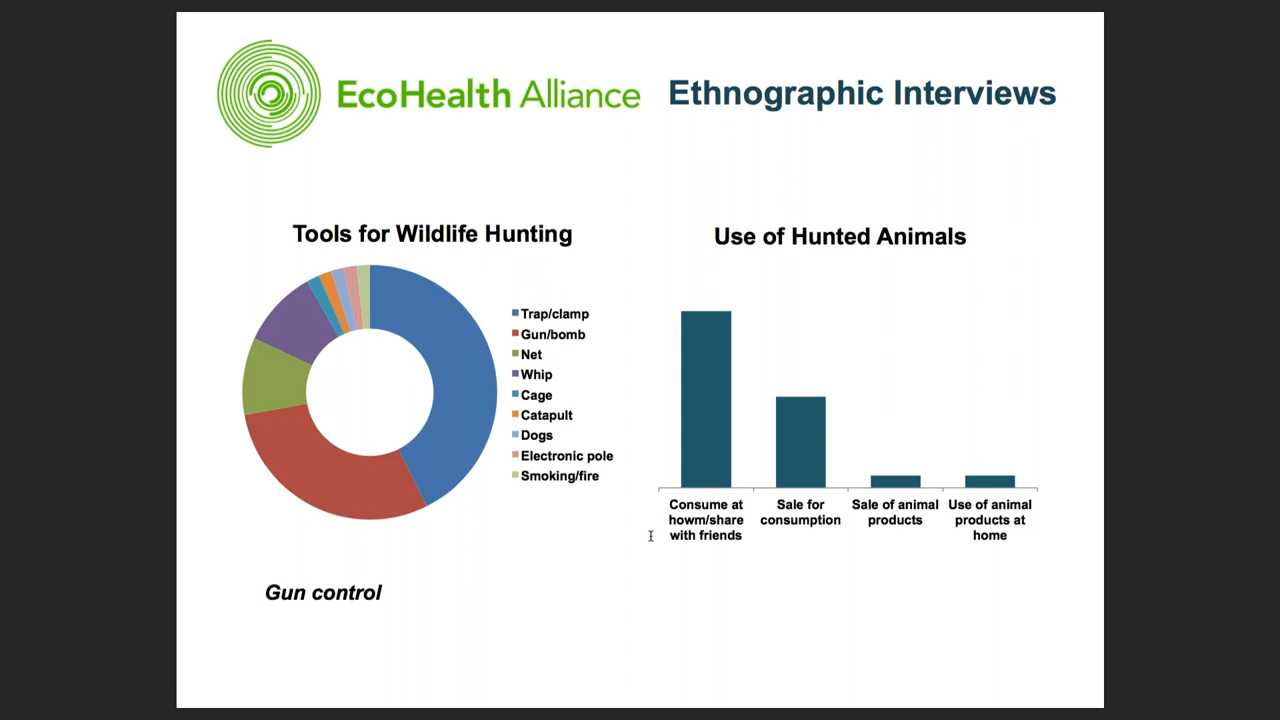 EcoHealth Alliance
Ethnographic Interviews
Tools for Wildlife Hunting
Trap/clamp
Gun/bomb
Net
Whip
Cage
Catapult
Dogs
Electronic pole
Smoking/fire
Gun control
Use of Hunted Animals
Consume at
howm/share
with friends
Sale for
consumption
Sale of animal
products
Use of animal
products at
home